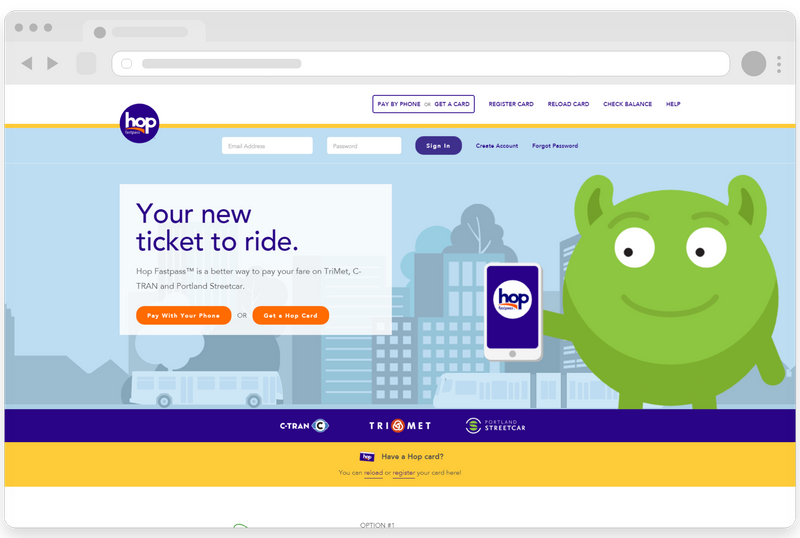 PAY BY PHONE OR GET A CARD REGISTER CARD RELOAD CARD CHECK BALANCE HELP
hop
fastpass
Email Address Password Sign In Create Account Forgot Password
Your new
ticket to ride.
Hop Fastpass™ is a better way to pay your fare on TriMet, C-
TRAN and Portland Streetcar.
Pay With Your Phone OR Get a Hop Card
hop
fastpass
C-TRAN C TRIMET PORTLAND
STREETCAR
hop Have a Hop card?
You can reload or register your card here!
OPTION #1